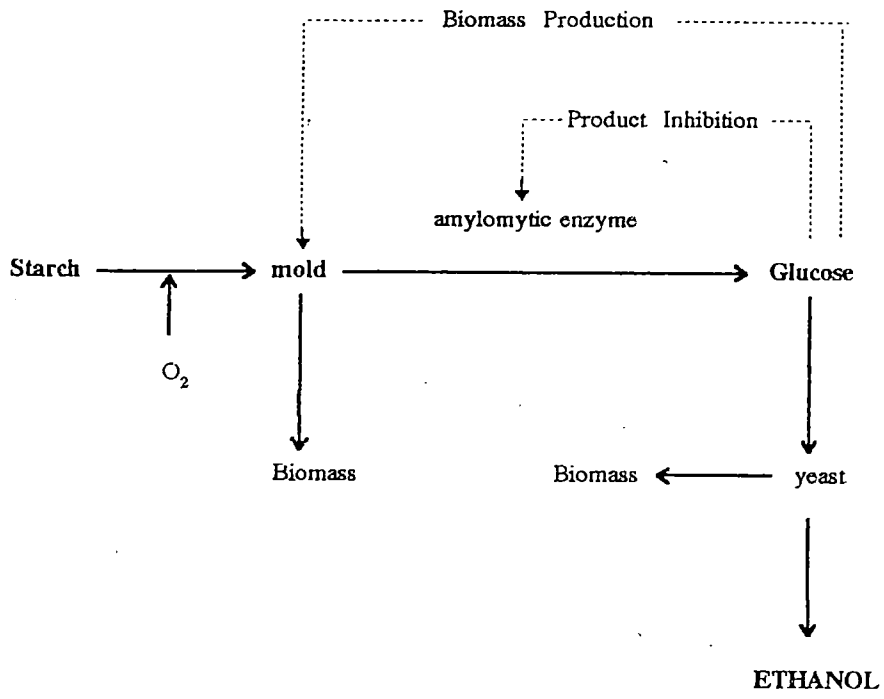 Biomass Production
Product Inhibition
amylomytic enzyme
Starch mold Glucose
O₂
Biomass Biomass yeast
ETHANOL